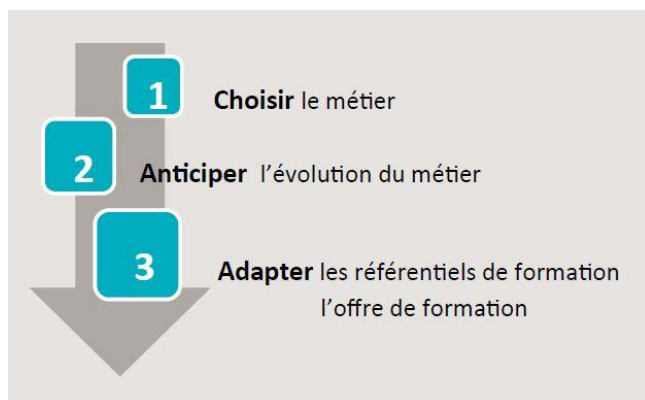 1 Choisir le métier
2 Anticiper l'évolution du métier
3 Adapter les référentiels de formation
l'offre de formation